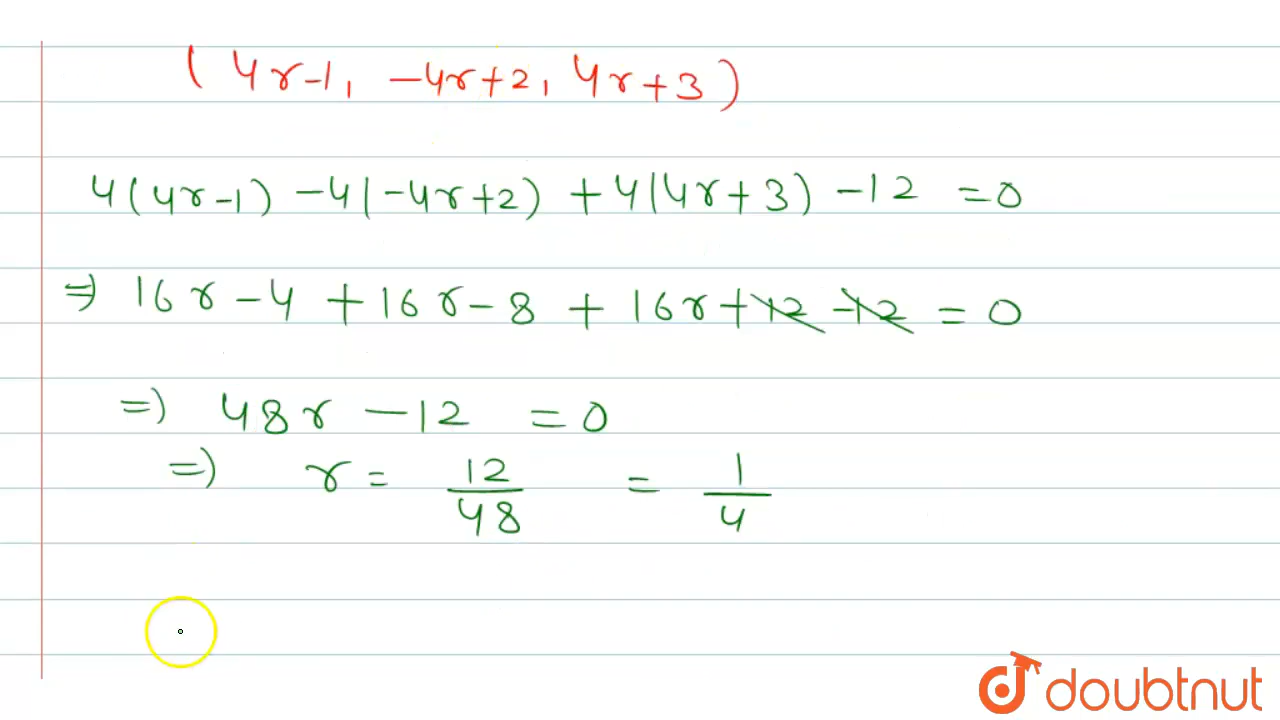 (4r-1, -4r+2, 4r+3)
4(4r-1) -4(-4r+2) +4(4r+3) -12 =0
⇒ 16r-4 +16r-8 + 16r+12 -12 = 0
⇒ 48r -12 =0
⇒ r = 12/48 = 1/4
doubtnut